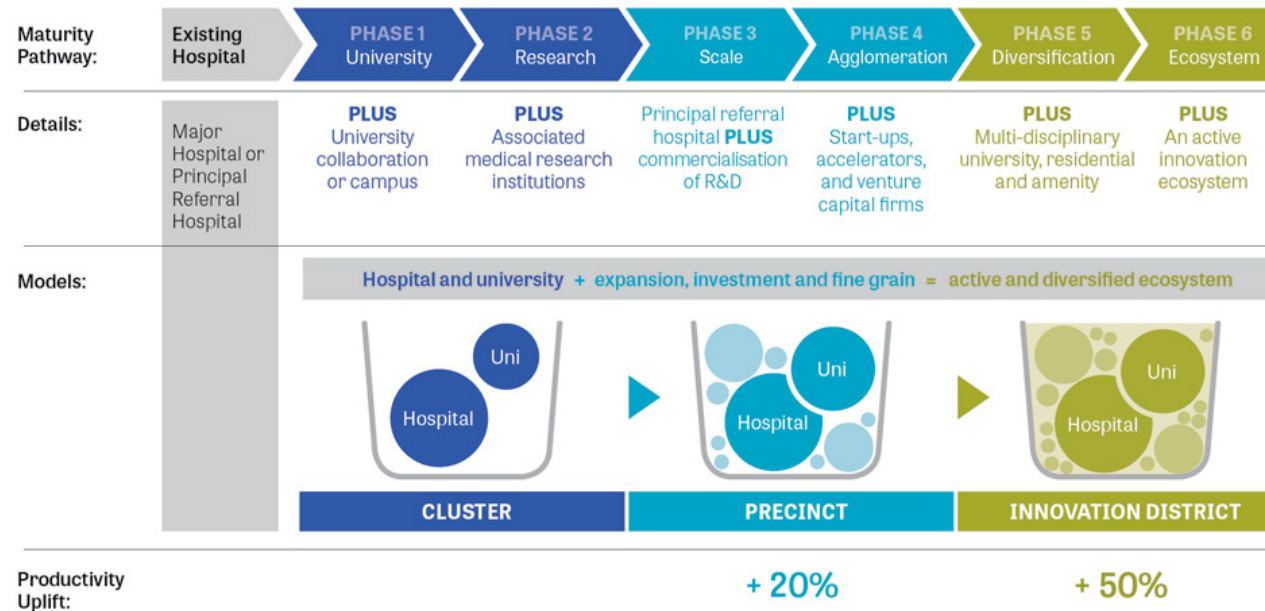 Maturity
Pathway:
Existing
Hospital
PHASE 1
University
PHASE 2
Research
PHASE 3
Scale
PHASE 4
Agglomeration
PHASE 5
Diversification
PHASE 6
Ecosystem
Details:
Major
Hospital or
Principal
Referral
Hospital
PLUS
University
collaboration
or campus
PLUS
Associated
medical research
institutions
Principal referral
hospital PLUS
commercialisation
of R&D
PLUS
Start-ups,
accelerators,
and venture
capital firms
PLUS
Multi-disciplinary
university, residential
and amenity
PLUS
An active
innovation
ecosystem
Models:
Hospital and university + expansion, investment and fine grain = active and diversified ecosystem
Uni
Hospital
Uni
Hospital
Uni
Hospital
CLUSTER
PRECINCT
INNOVATION DISTRICT
Productivity
Uplift:
+ 20%
+ 50%